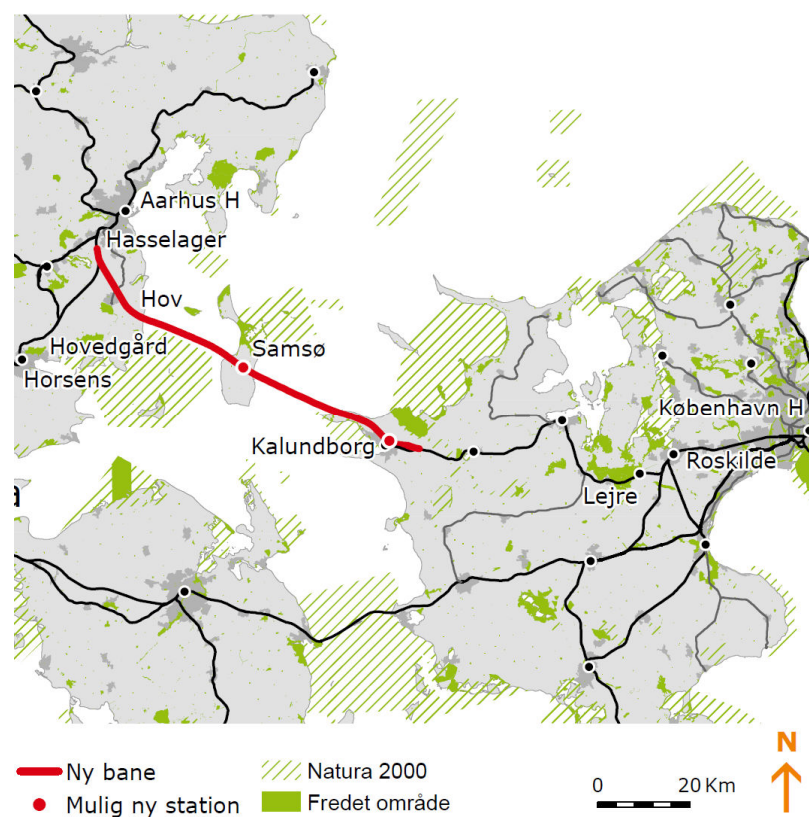 Aarhus H
Hasselager
Hov
Hovedgård
Samsø
Horsens
København H
Kalundborg
Roskilde
Lejre
a
Ny bane
Natura 2000
N
0 20 Km
Mulig ny station
Fredet område